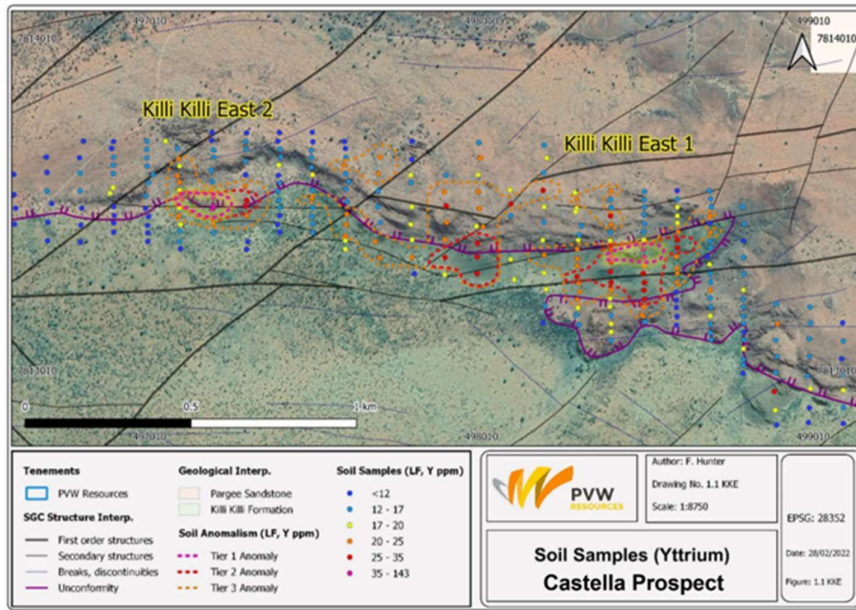 497010
498010
499010
7814010
7814010
Killi Killi East 2
Killi Killi East 1
7813010
7813010
0
0.5
1 km
497010
498010
499010
Tenements
PVW Resources
SGC Structure Interp.
First order structures
Secondary structures
Breaks, discontinuities
Unconformity
Geological Interp.
Pargee Sandstone
Killi Killi Formation
Soil Anomalism (LF, Y ppm)
Tier 1 Anomaly
Tier 2 Anomaly
Tier 3 Anomaly
Soil Samples (LF, Y ppm)
<12
12 - 17
17 - 20
20 - 25
25 - 35
35 - 143
PVW
RESOURCES
Author: F. Hunter
Drawing No. 1.1 KKE
Scale: 1:8750
Soil Samples (Yttrium)
Castella Prospect
EPSG: 28352
Date: 28/02/2022
Figure: 1.1 KKE